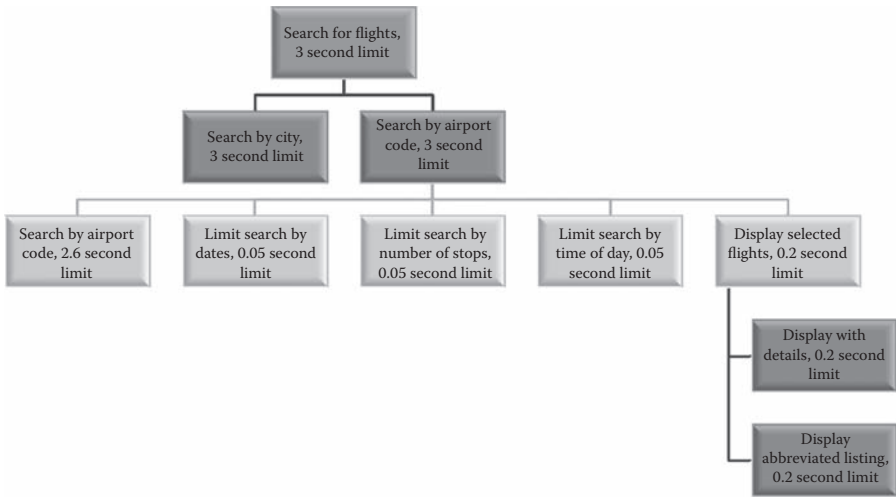 Search for flights,
3 second limit
Search by city,
3 second limit
Search by airport
code, 3 second
limit
Search by airport
code, 2.6 second
limit
Limit search by
dates, 0.05 second
limit
Limit search by
number of stops,
0.05 second limit
Limit search by
time of day, 0.05
second limit
Display selected
flights, 0.2 second
limit
Display with
details, 0.2 second
limit
Display
abbreviated listing,
0.2 second limit